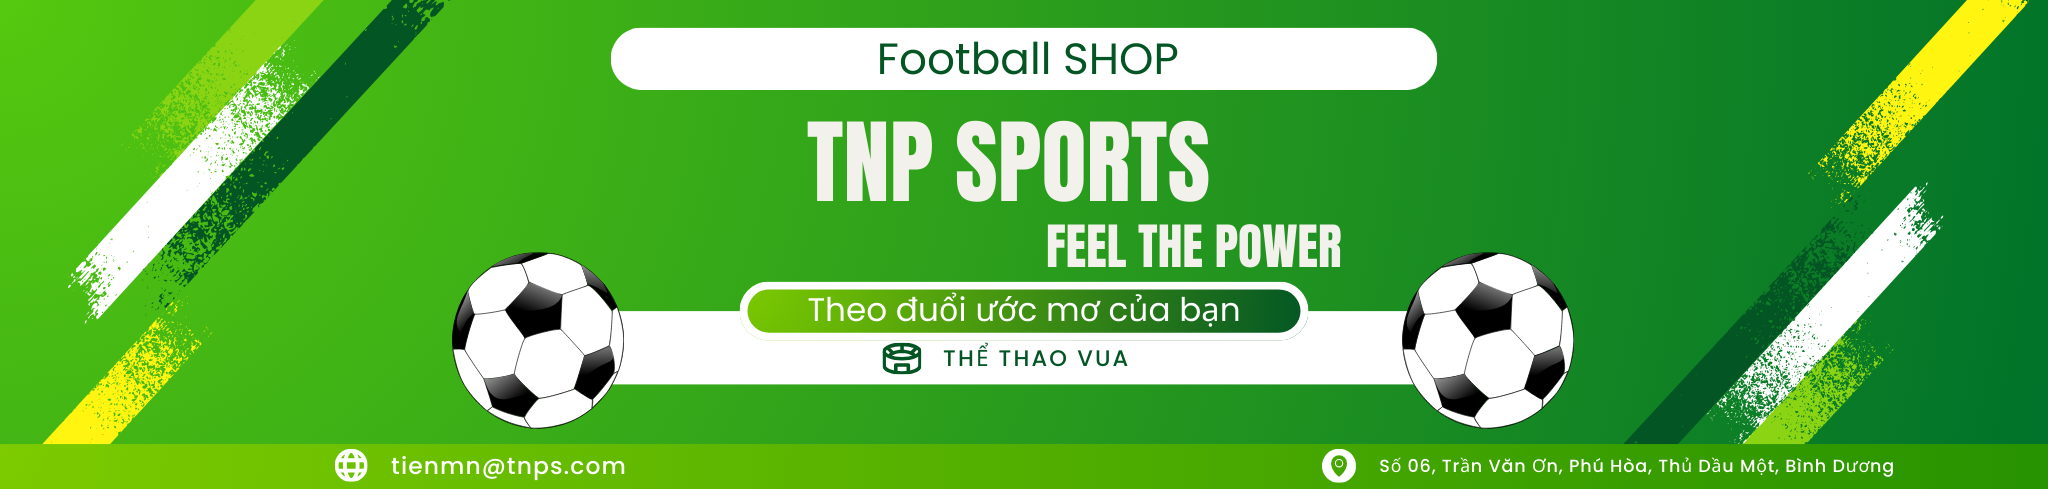 Football SHOP
TNP SPORTS
FEEL THE POWER
Theo đuổi ước mơ của bạn
THỂ THAO VUA
tienmn@tnps.com
Số 06, Trần Văn Ơn, Phú Hòa, Thủ Dầu Một, Bình Dương